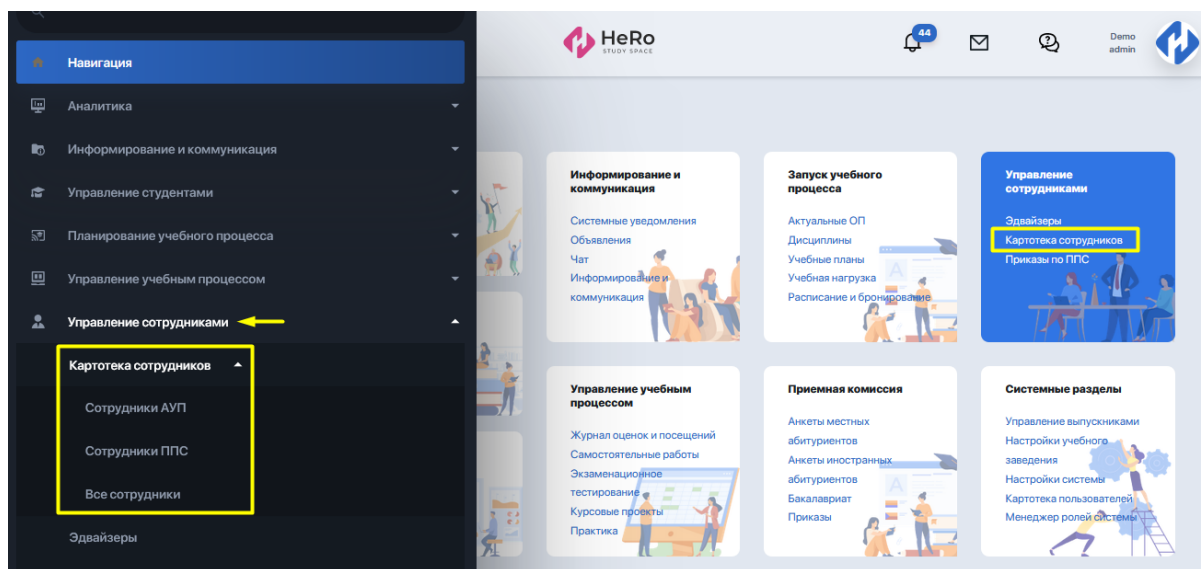 HeRo
STUDY SPACE
44
Demo
admin
Навигация
Аналитика
Информирование и коммуникация
Управление студентами
Планирование учебного процесса
Управление учебным процессом
Управление сотрудниками
Картотека сотрудников
Сотрудники АУП
Сотрудники ППС
Все сотрудники
Эдвайзеры
Информирование и
коммуникация
Системные уведомления
Объявления
Чат
Информирование и
коммуникация
Запуск учебного
процесса
Актуальные ОП
Дисциплины
Учебные планы
Учебная нагрузка
Расписание и бронирование
Управление
сотрудниками
Эдвайзеры
Картотека сотрудников
Приказы по ППС
Управление учебным
процессом
Журнал оценок и посещений
Самостоятельные работы
Экзаменационное
тестирование
Курсовые проекты
Практика
Приемная комиссия
Анкеты местных
абитуриентов
Анкеты иностранных
абитуриентов
Бакалавриат
Приказы
Системные разделы
Управление выпускниками
Настройки учебного
заведения
Настройки системы
Картотека пользователей
Менеджер ролей системы